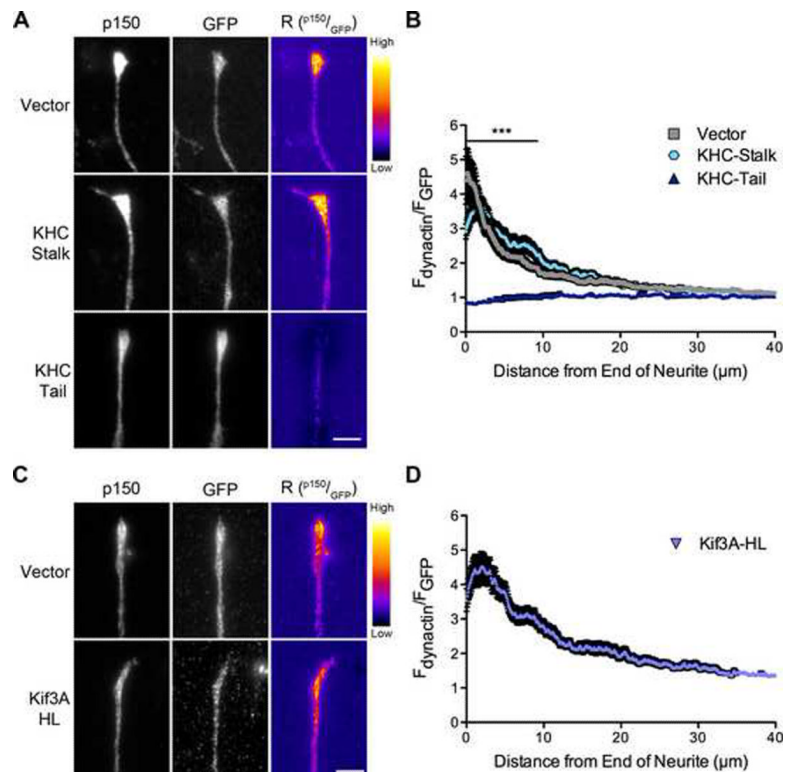 A
p150 GFP R (p150/GFP)
Vector
KHC
Stalk
KHC
Tail
High
Low
B
6
5
4
3
2
1
0
0 10 20 30 40
***
Vector
KHC-Stalk
KHC-Tail
Fdynactin/FGFP
Distance from End of Neurite (µm)
C
p150 GFP R (p150/GFP)
Vector
Kif3A
HL
High
Low
D
6
5
4
3
2
1
0
0 10 20 30 40
Kif3A-HL
Fdynactin/FGFP
Distance from End of Neurite (µm)